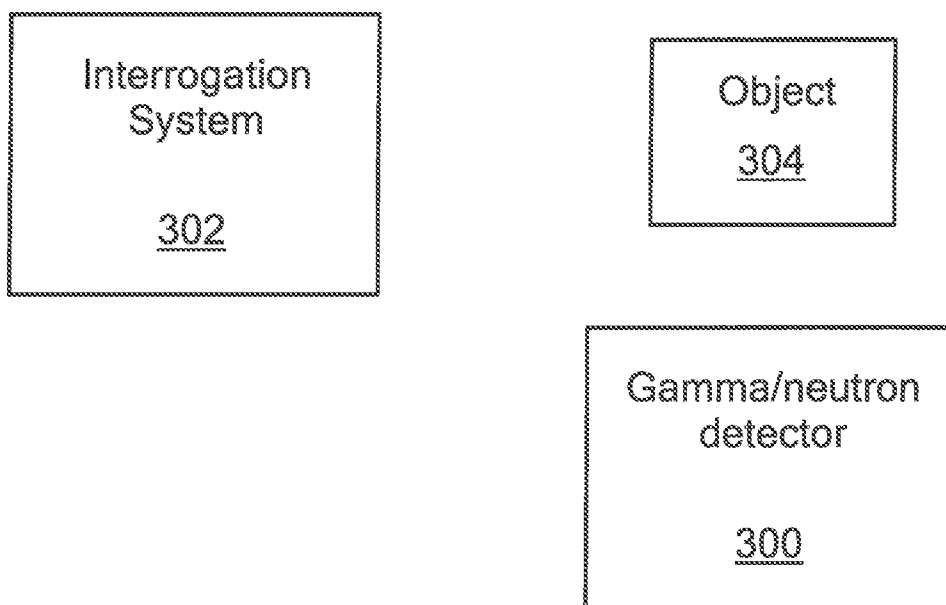 Interrogation
System
302
Object
304
Gamma/neutron
detector
300